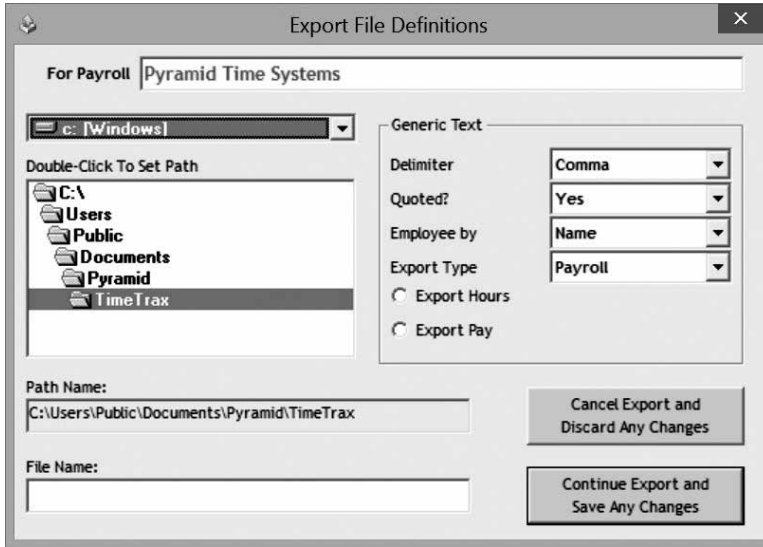 Export File Definitions
For Payroll Pyramid Time Systems
c: [Windows]
Double-Click To Set Path
C:\
Users
Public
Documents
Pyramid
TimeTrax
Generic Text
Delimiter Comma
Quoted? Yes
Employee by Name
Export Type Payroll
Export Hours
Export Pay
Path Name:
C:\Users\Public\Documents\Pyramid\TimeTrax
File Name:
Cancel Export and
Discard Any Changes
Continue Export and
Save Any Changes